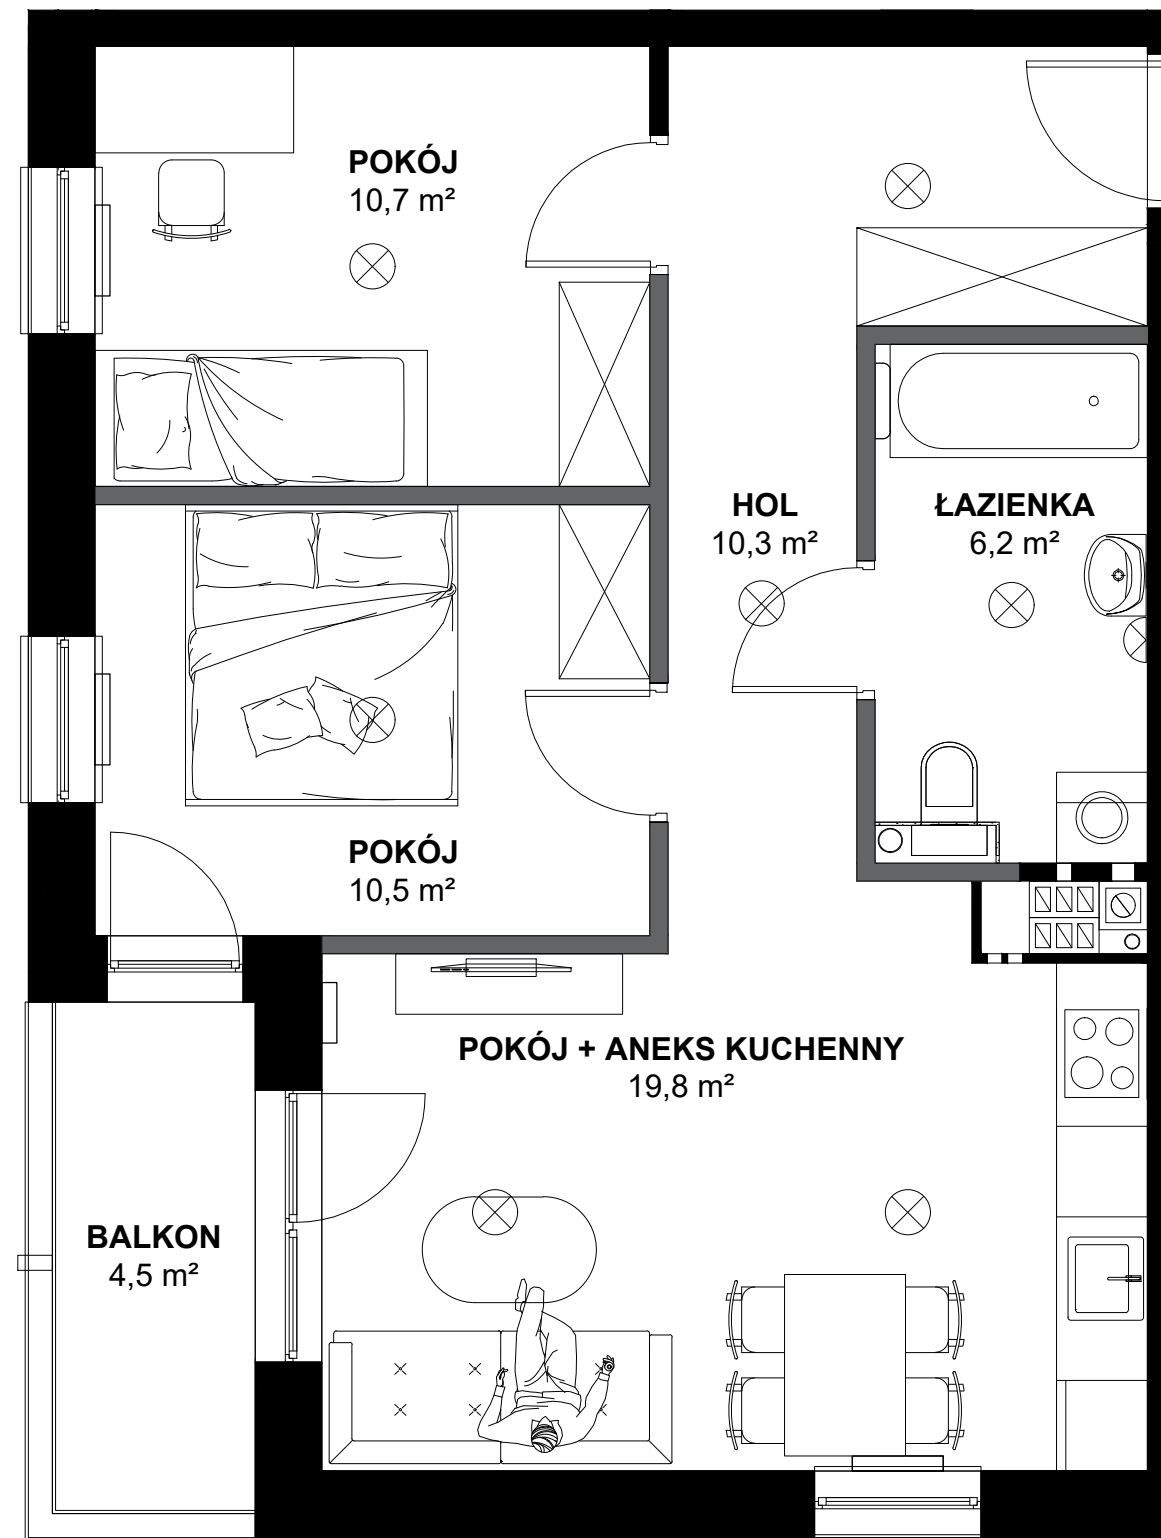 POKÓJ
10,7 m²
HOL
10,3 m²
ŁAZIENKA
6,2 m²
POKÓJ
10,5 m²
POKÓJ + ANEKS KUCHENNY
19,8 m²
BALKON
4,5 m²